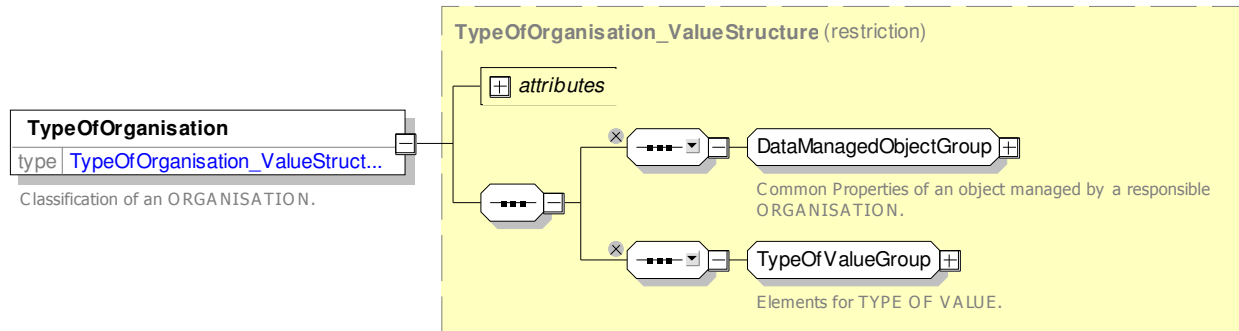 TypeOfOrganisation_ValueStructure (restriction)
attributes
TypeOfOrganisation
type TypeOfOrganisation_ValueStruct...
Classification of an ORGANISATION.
DataManagedObjectGroup
Common Properties of an object managed by a responsible
ORGANISATION.
TypeOfValueGroup
Elements for TYPE OF VALUE.